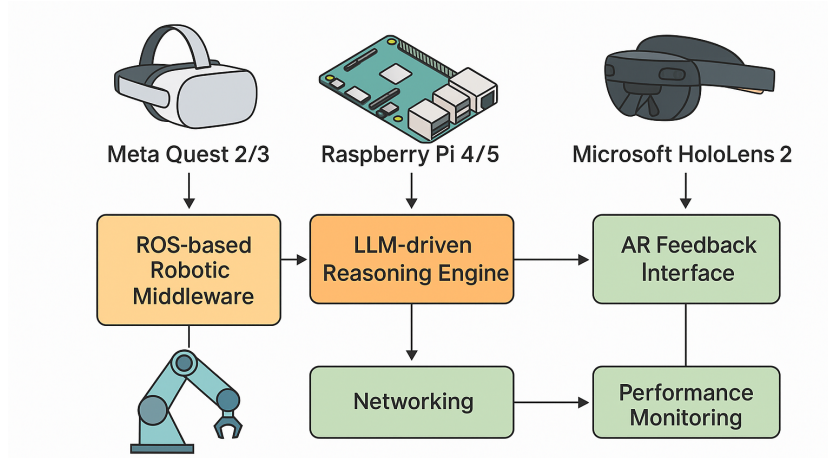 Meta Quest 2/3
Raspberry Pi 4/5
Microsoft HoloLens 2
ROS-based
Robotic
Middleware
LLM-driven
Reasoning Engine
AR Feedback
Interface
Networking
Performance
Monitoring